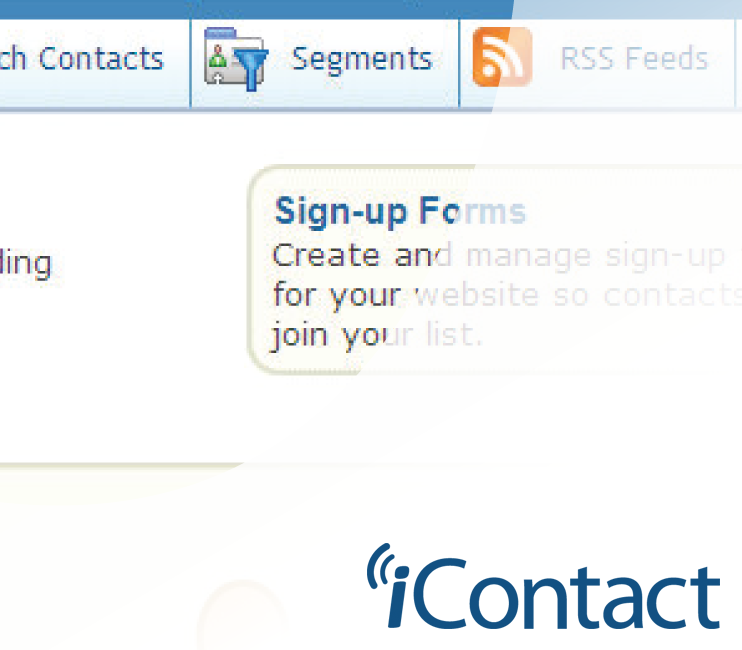 ch Contacts
Segments
RSS Feeds
ding
Sign-up Forms
Create and manage sign-up
for your website so contacts
join your list.
iContact